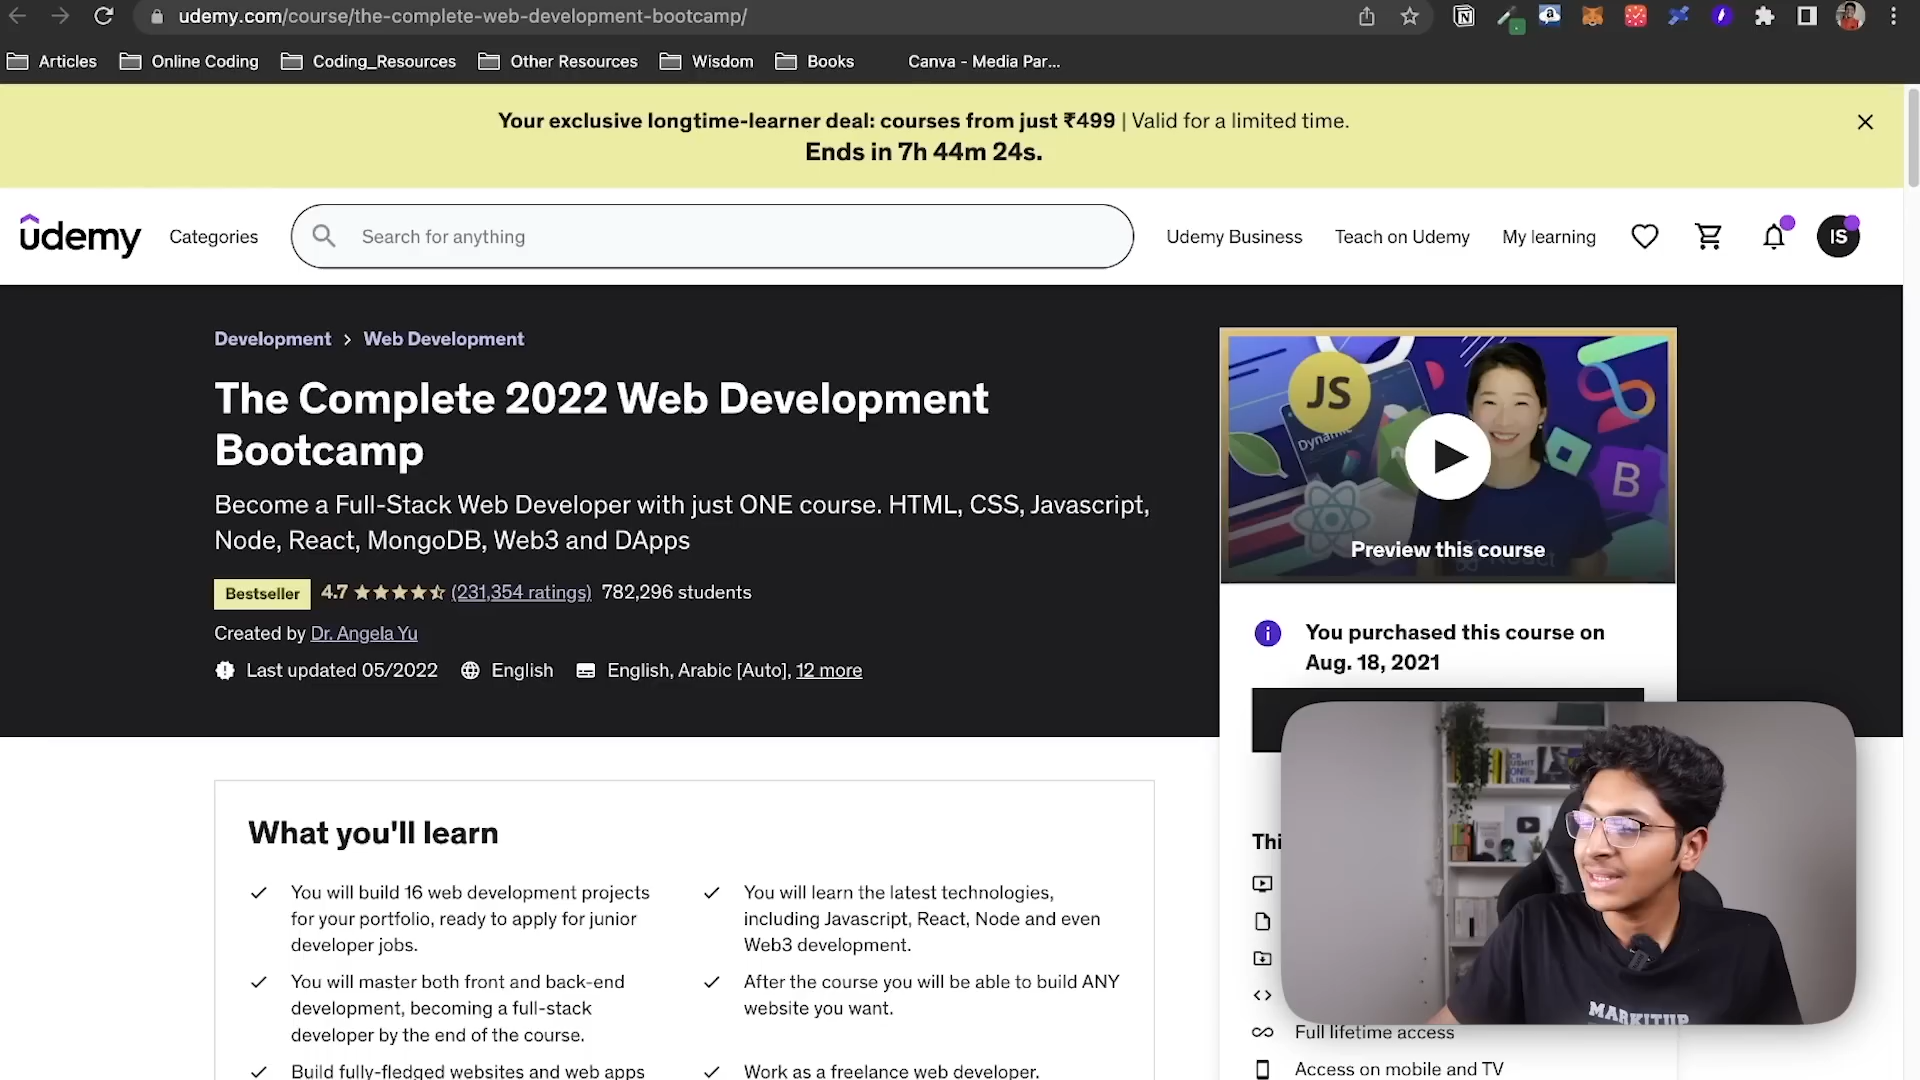 udemy.com/course/the-complete-web-development-bootcamp/
Articles
Online Coding
Coding_Resources
Other Resources
Wisdom
Books
Canva - Media Par...
Your exclusive longtime-learner deal: courses from just ₹499 | Valid for a limited time.
Ends in 7h 44m 24s.
udemy
Categories
Search for anything
Udemy Business
Teach on Udemy
My learning
IS
Development > Web Development
The Complete 2022 Web Development
Bootcamp
Become a Full-Stack Web Developer with just ONE course. HTML, CSS, Javascript,
Node, React, MongoDB, Web3 and DApps
Bestseller 4.7 (231,354 ratings) 782,296 students
Created by Dr. Angela Yu
Last updated 05/2022 English English, Arabic [Auto], 12 more
JS
Dynamic
B
Preview this course
You purchased this course on
Aug. 18, 2021
What you'll learn
You will build 16 web development projects
for your portfolio, ready to apply for junior
developer jobs.
You will master both front and back-end
development, becoming a full-stack
developer by the end of the course.
Build fully-fledged websites and web apps
You will learn the latest technologies,
including Javascript, React, Node and even
Web3 development.
After the course you will be able to build ANY
website you want.
Work as a freelance web developer.
Thi
MARKITUP
Full lifetime access
Access on mobile and TV